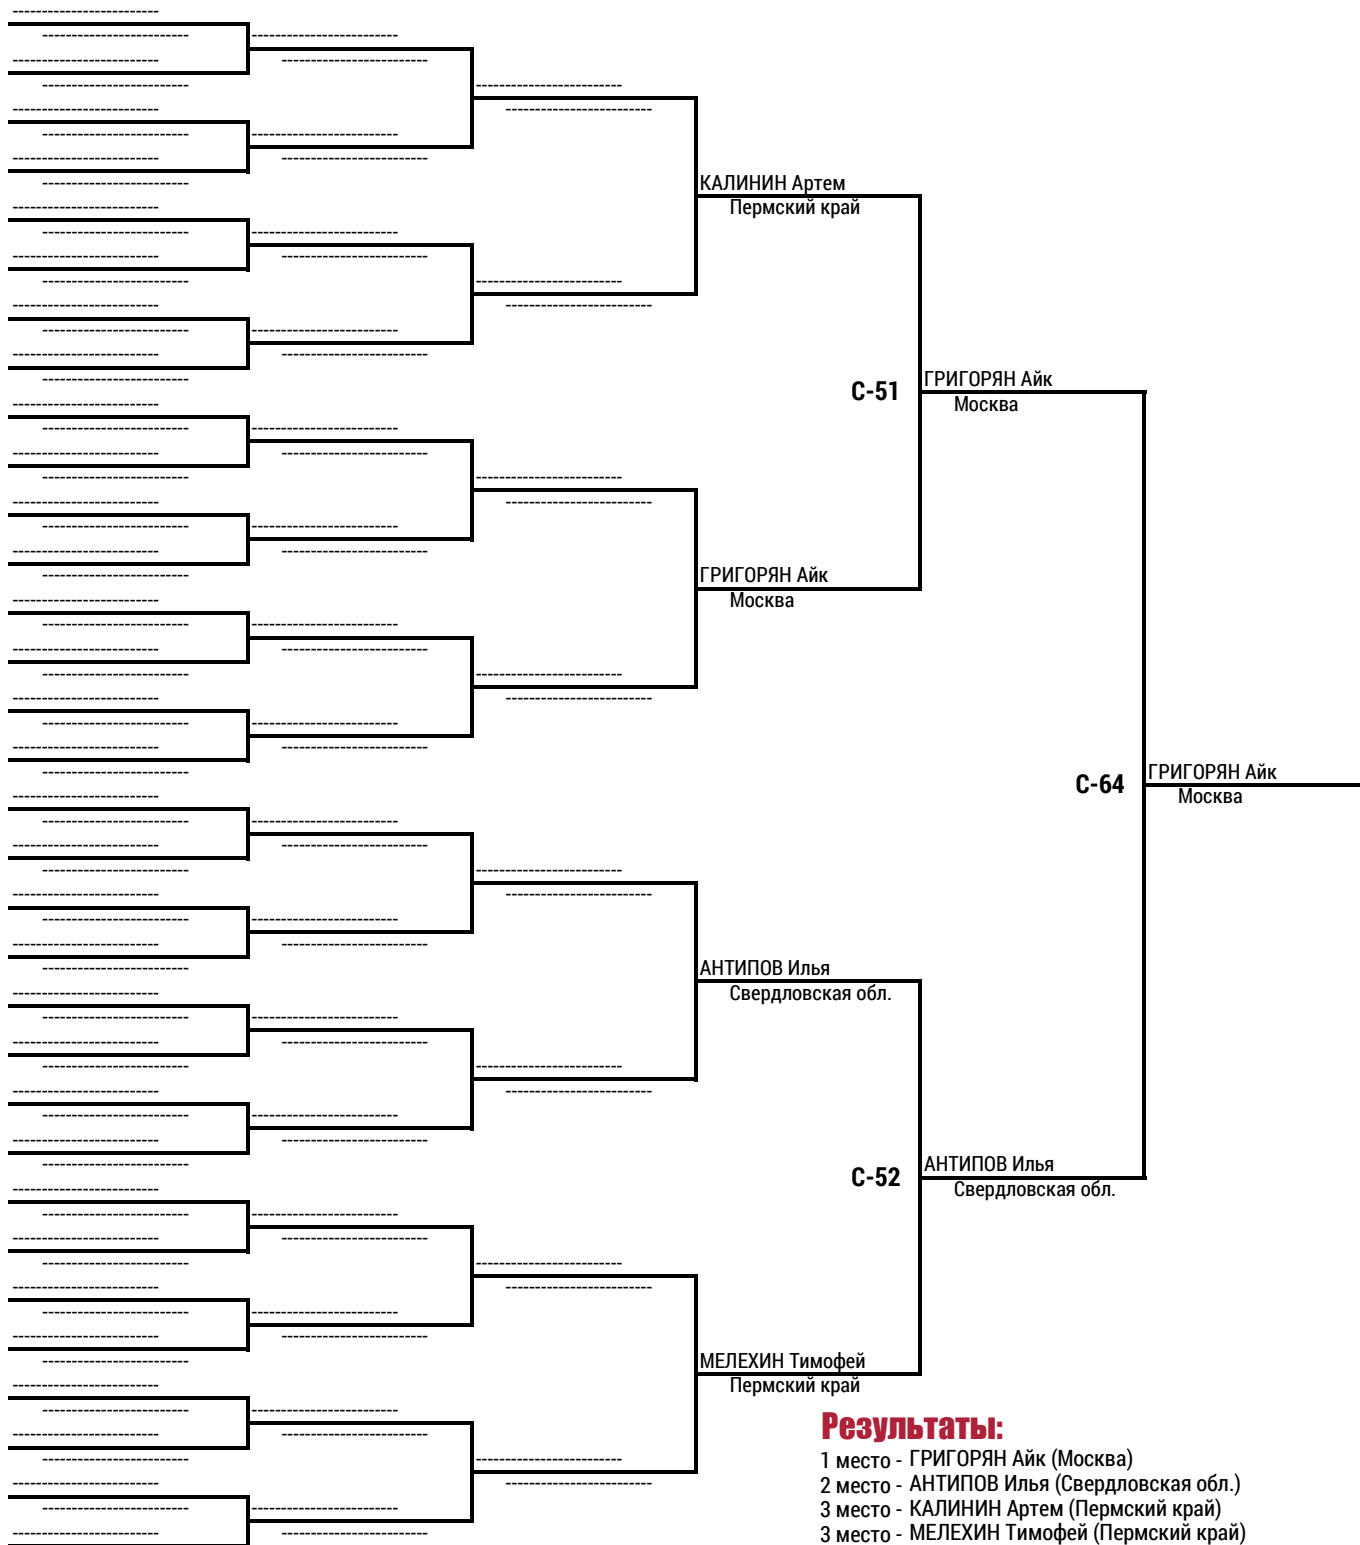 КАЛИНИН Артем
Пермский край
С-51
ГРИГОРЯН Айк
Москва
ГРИГОРЯН Айк
Москва
С-64
ГРИГОРЯН Айк
Москва
АНТИПОВ Илья
Свердловская обл.
С-52
АНТИПОВ Илья
Свердловская обл.
МЕЛЕХИН Тимофей
Пермский край
Результаты:
1 место - ГРИГОРЯН Айк (Москва)
2 место - АНТИПОВ Илья (Свердловская обл.)
3 место - КАЛИНИН Артем (Пермский край)
3 место - МЕЛЕХИН Тимофей (Пермский край)